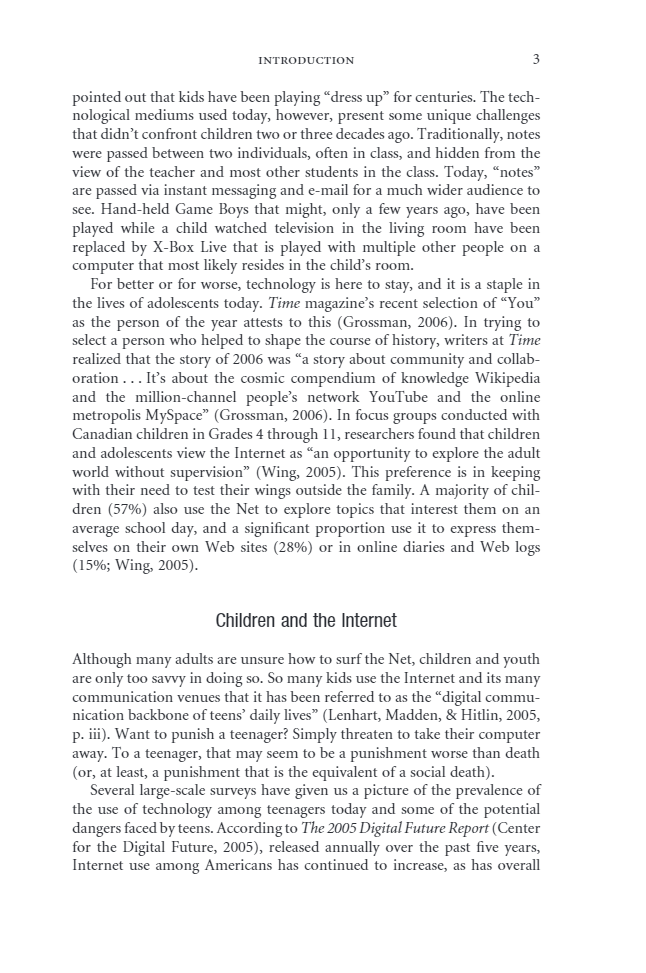 INTRODUCTION 3
pointed out that kids have been playing “dress up” for centuries. The tech-
nological mediums used today, however, present some unique challenges
that didn’t confront children two or three decades ago. Traditionally, notes
were passed between two individuals, often in class, and hidden from the
view of the teacher and most other students in the class. Today, “notes”
are passed via instant messaging and e-mail for a much wider audience to
see. Hand-held Game Boys that might, only a few years ago, have been
played while a child watched television in the living room have been
replaced by X-Box Live that is played with multiple other people on a
computer that most likely resides in the child’s room.
For better or for worse, technology is here to stay, and it is a staple in
the lives of adolescents today. Time magazine’s recent selection of “You”
as the person of the year attests to this (Grossman, 2006). In trying to
select a person who helped to shape the course of history, writers at Time
realized that the story of 2006 was “a story about community and collab-
oration . . . It’s about the cosmic compendium of knowledge Wikipedia
and the million-channel people’s network YouTube and the online
metropolis MySpace” (Grossman, 2006). In focus groups conducted with
Canadian children in Grades 4 through 11, researchers found that children
and adolescents view the Internet as “an opportunity to explore the adult
world without supervision” (Wing, 2005). This preference is in keeping
with their need to test their wings outside the family. A majority of chil-
dren (57%) also use the Net to explore topics that interest them on an
average school day, and a significant proportion use it to express them-
selves on their own Web sites (28%) or in online diaries and Web logs
(15%; Wing, 2005).
Children and the Internet
Although many adults are unsure how to surf the Net, children and youth
are only too savvy in doing so. So many kids use the Internet and its many
communication venues that it has been referred to as the “digital commu-
nication backbone of teens’ daily lives” (Lenhart, Madden, & Hitlin, 2005,
p. iii). Want to punish a teenager? Simply threaten to take their computer
away. To a teenager, that may seem to be a punishment worse than death
(or, at least, a punishment that is the equivalent of a social death).
Several large-scale surveys have given us a picture of the prevalence of
the use of technology among teenagers today and some of the potential
dangers faced by teens. According to The 2005 Digital Future Report (Center
for the Digital Future, 2005), released annually over the past five years,
Internet use among Americans has continued to increase, as has overall